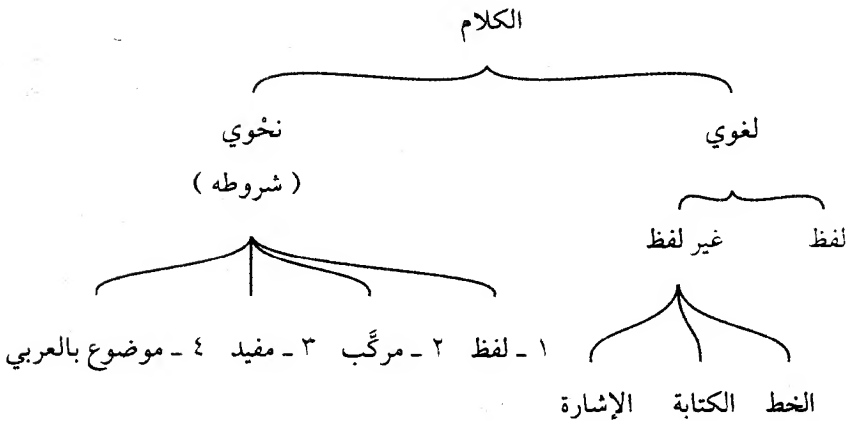 الكلام
لغوي نحْوي
( شروطه )
لفظ غير لفظ
١ ـ لفظ ٢ ـ مركَّب ٣ ـ مفيد ٤ ـ موضوع بالعربي
الخط الكتابة الإشارة